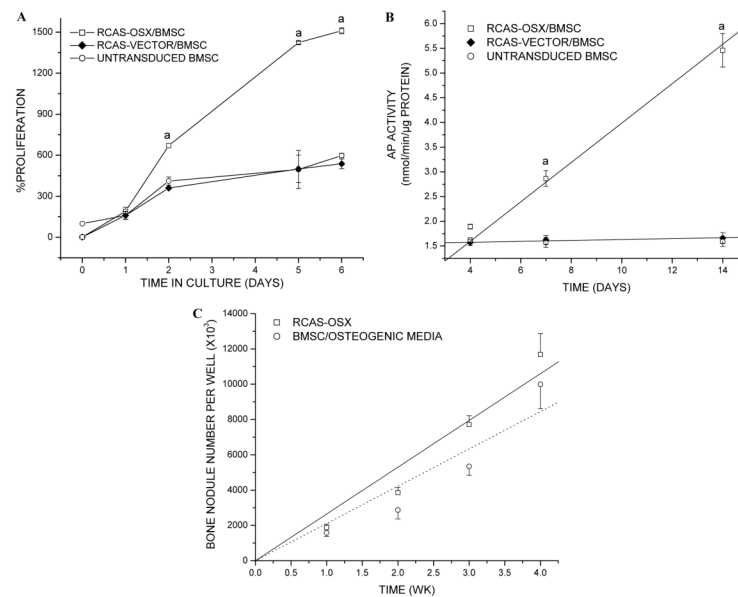 A
RCAS-OSX/BMSC
RCAS-VECTOR/BMSC
UNTRANSDUCED BMSC
%PROLIFERATION
1500
1200
900
600
300
0
a
a
a
0 1 2 5 6
TIME IN CULTURE (DAYS)
B
RCAS-OSX/BMSC
RCAS-VECTOR/BMSC
UNTRANSDUCED BMSC
AP ACTIVITY
(nmol/min/µg PROTEIN)
6.0
5.5
5.0
4.5
4.0
3.5
3.0
2.5
2.0
1.5
a
a
4 6 8 10 12 14
TIME (DAYS)
C
RCAS-OSX
BMSC/OSTEOGENIC MEDIA
BONE NODULE NUMBER PER WELL (X10³)
14000
12000
10000
8000
6000
4000
2000
0
0.0 0.5 1.0 1.5 2.0 2.5 3.0 3.5 4.0
TIME (WK)